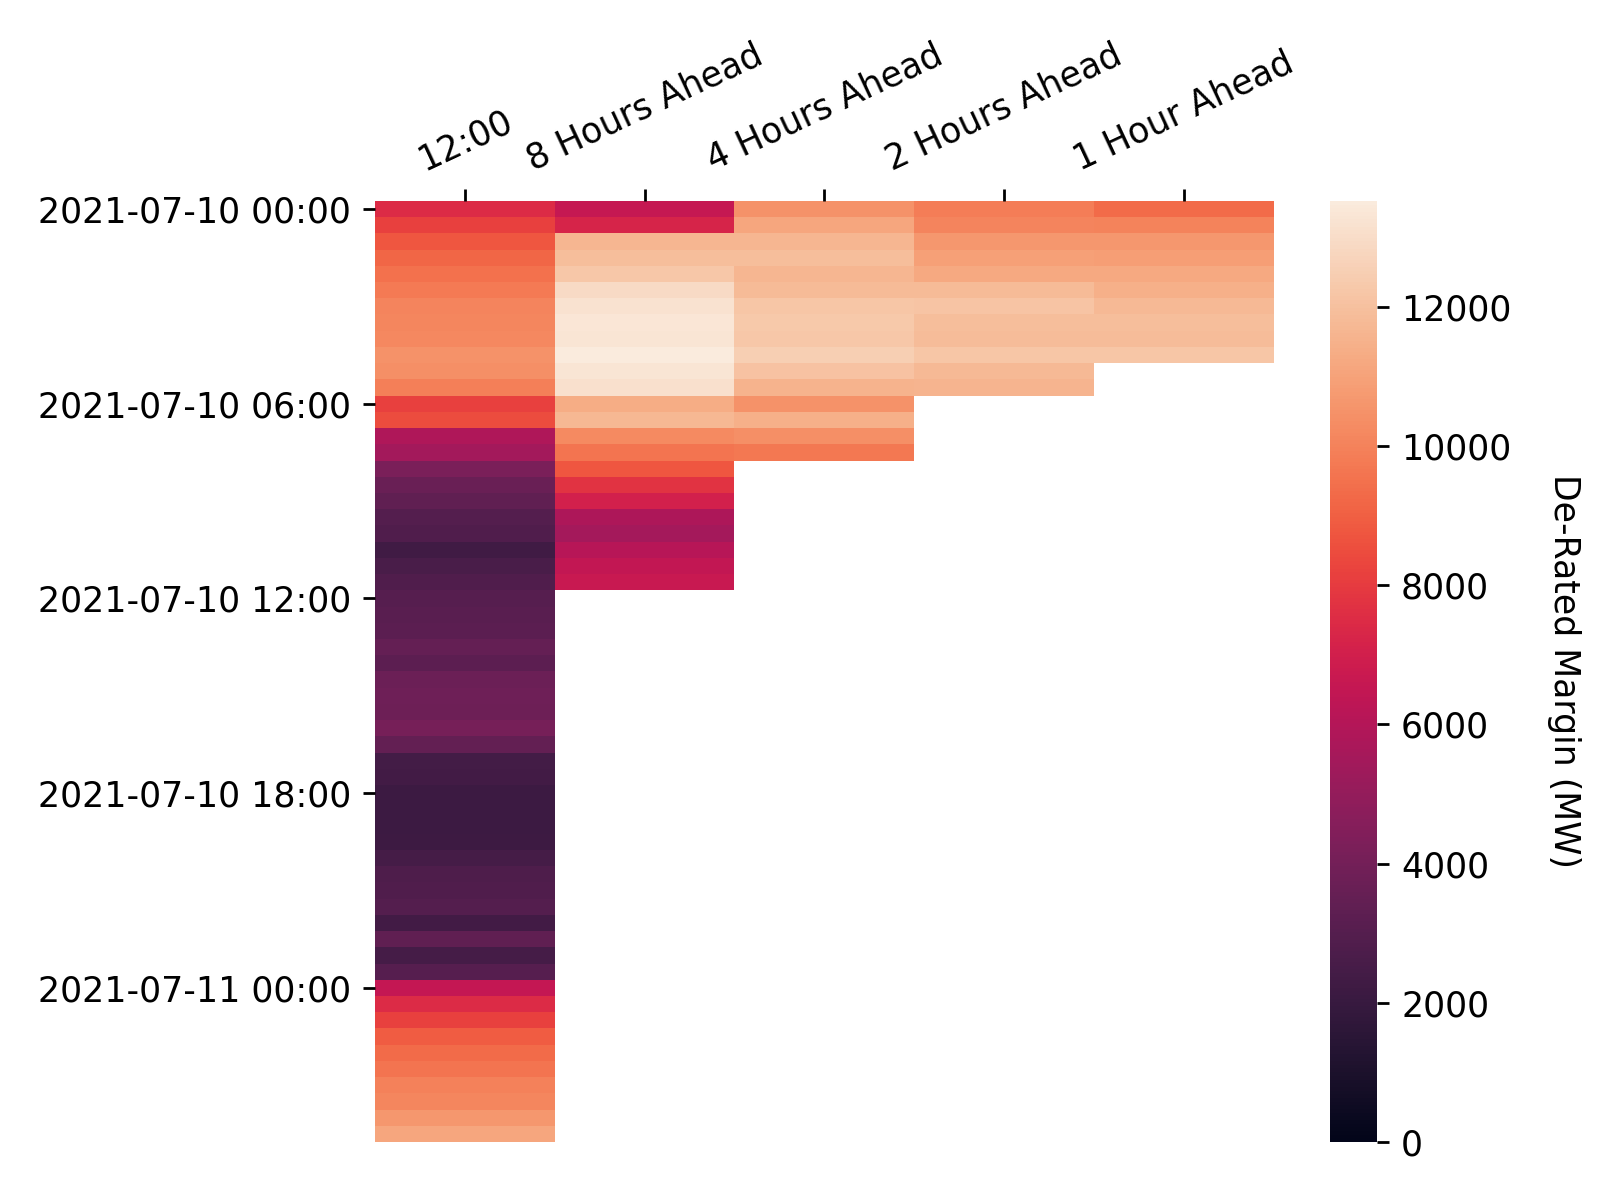 12:00
8 Hours Ahead
4 Hours Ahead
2 Hours Ahead
1 Hour Ahead
2021-07-10 00:00
2021-07-10 06:00
2021-07-10 12:00
2021-07-10 18:00
2021-07-11 00:00
12000
10000
8000
6000
4000
2000
0
De-Rated Margin (MW)